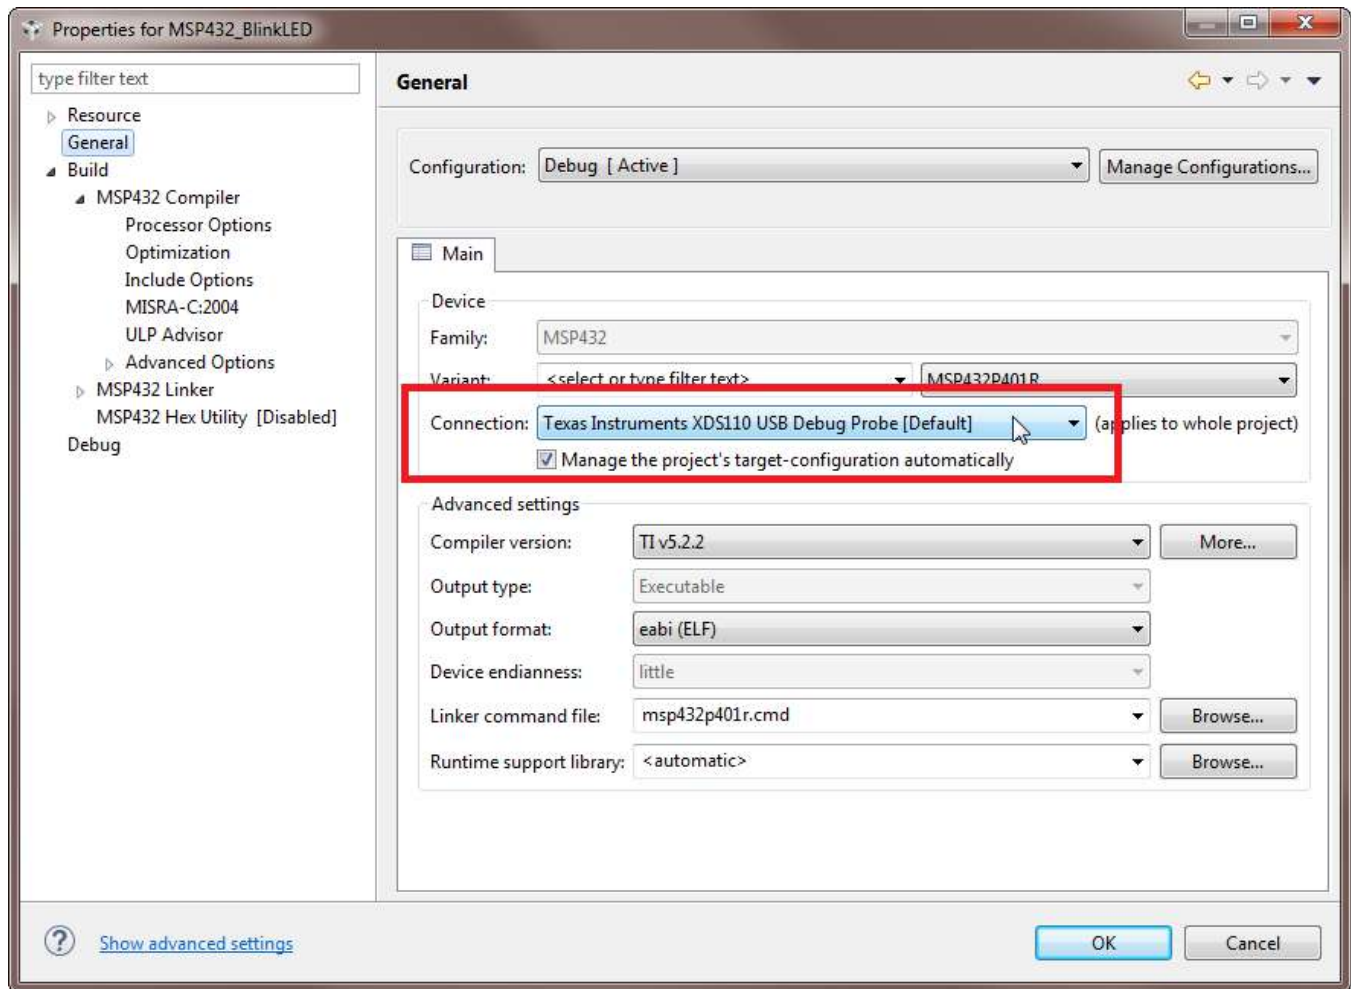 Properties for MSP432_BlinkLED
type filter text
Resource
General
Build
MSP432 Compiler
Processor Options
Optimization
Include Options
MISRA-C:2004
ULP Advisor
Advanced Options
MSP432 Linker
MSP432 Hex Utility [Disabled]
Debug
General
Configuration: Debug [ Active ] Manage Configurations...
Main
Device
Family: MSP432
Variant: <select or type filter text> MSP432P401R
Connection: Texas Instruments XDS110 USB Debug Probe [Default] (applies to whole project)
Manage the project's target-configuration automatically
Advanced settings
Compiler version: TI v5.2.2 More...
Output type: Executable
Output format: eabi (ELF)
Device endianness: little
Linker command file: msp432p401r.cmd Browse...
Runtime support library: <automatic> Browse...
? Show advanced settings OK Cancel